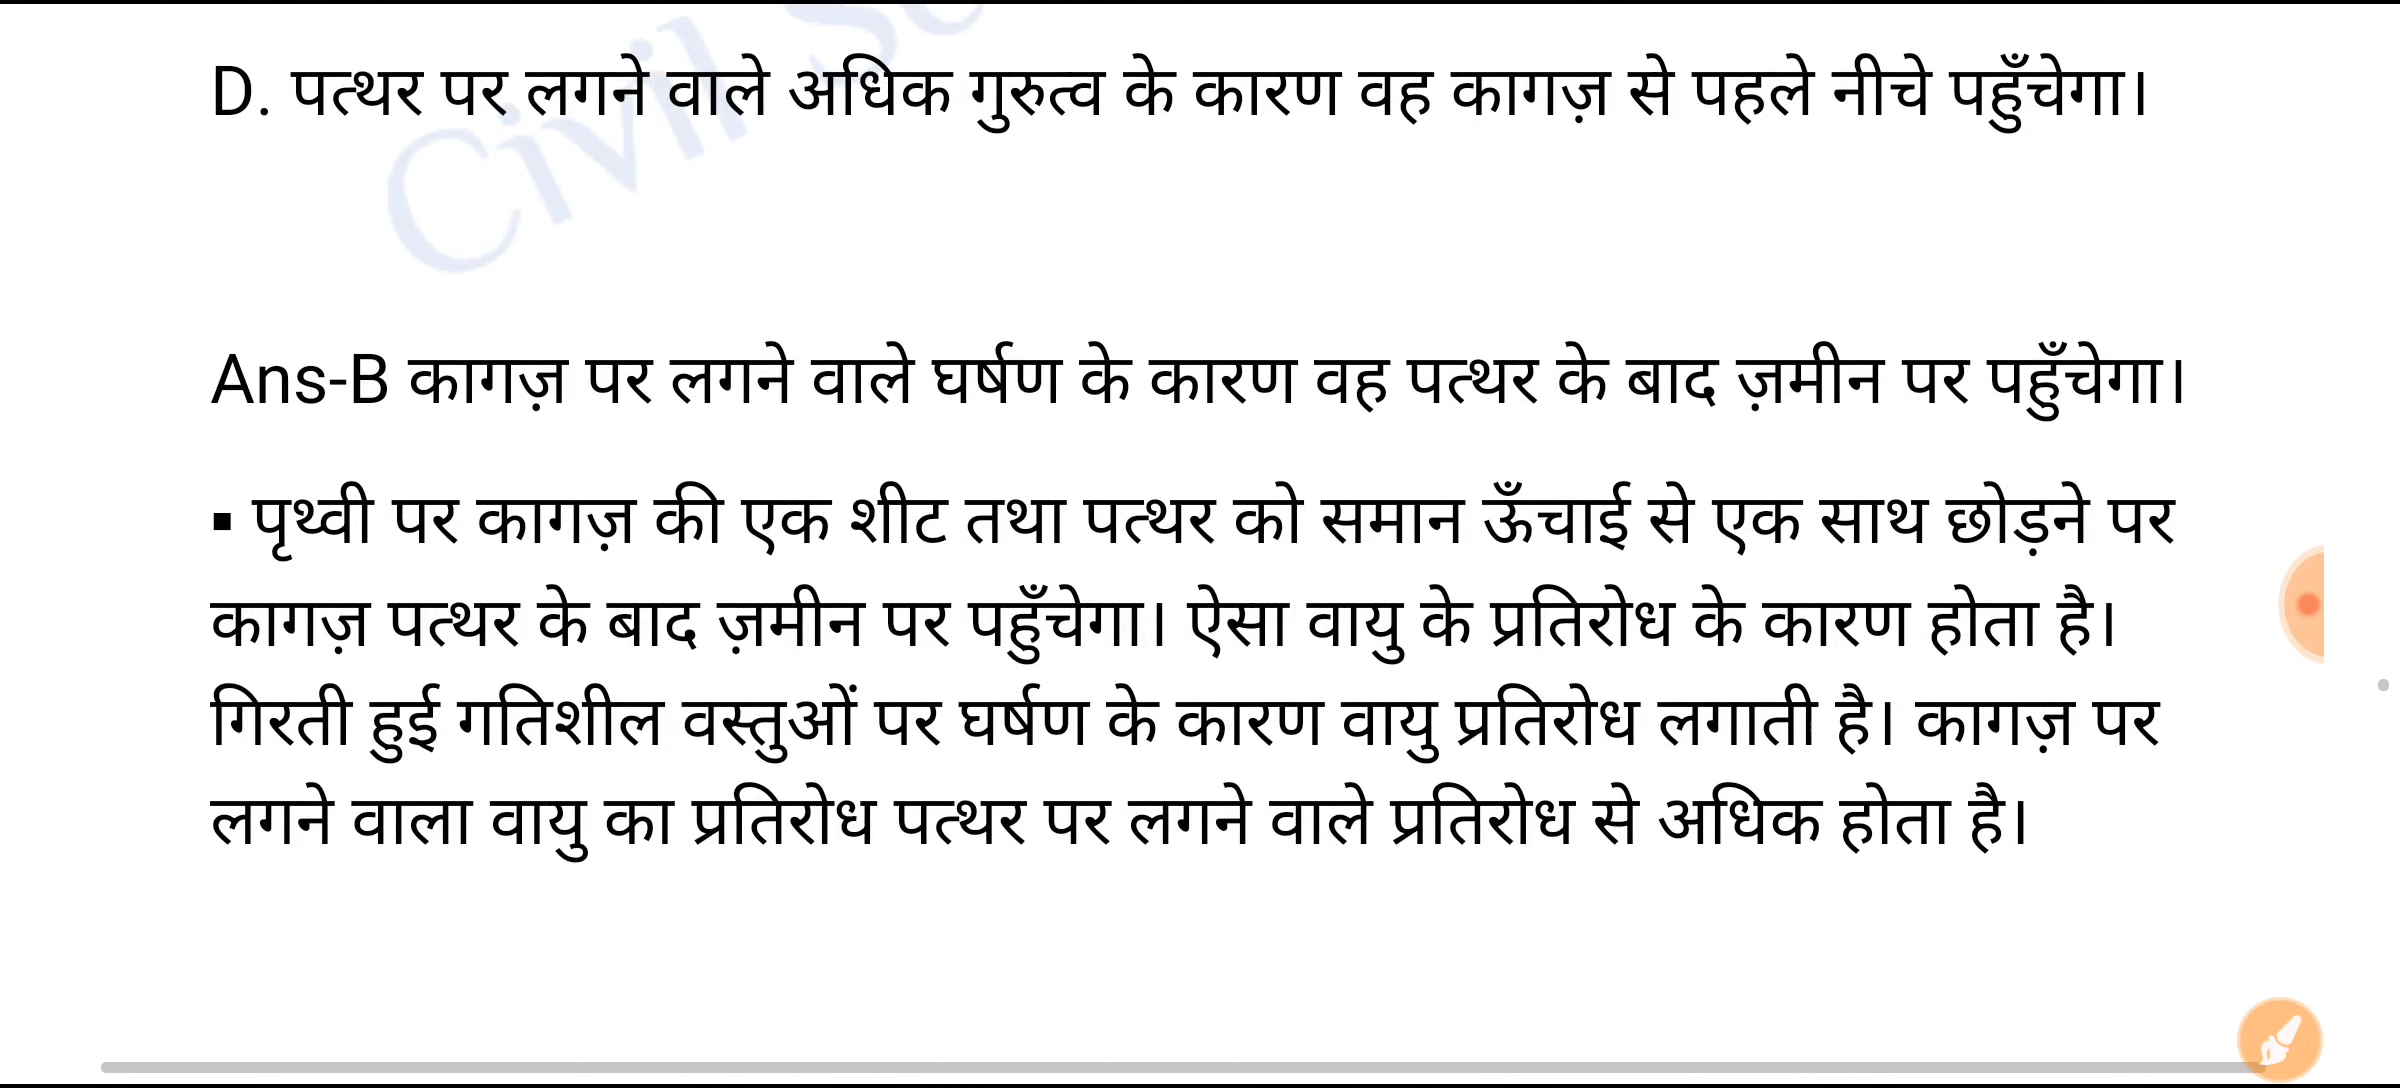 Civil Se
D. पत्थर पर लगने वाले अधिक गुरुत्व के कारण वह कागज़ से पहले नीचे पहुँचेगा।
Ans-B कागज़ पर लगने वाले घर्षण के कारण वह पत्थर के बाद ज़मीन पर पहुँचेगा।
▪ पृथ्वी पर कागज़ की एक शीट तथा पत्थर को समान ऊँचाई से एक साथ छोड़ने पर
कागज़ पत्थर के बाद ज़मीन पर पहुँचेगा। ऐसा वायु के प्रतिरोध के कारण होता है।
गिरती हुई गतिशील वस्तुओं पर घर्षण के कारण वायु प्रतिरोध लगाती है। कागज़ पर
लगने वाला वायु का प्रतिरोध पत्थर पर लगने वाले प्रतिरोध से अधिक होता है।